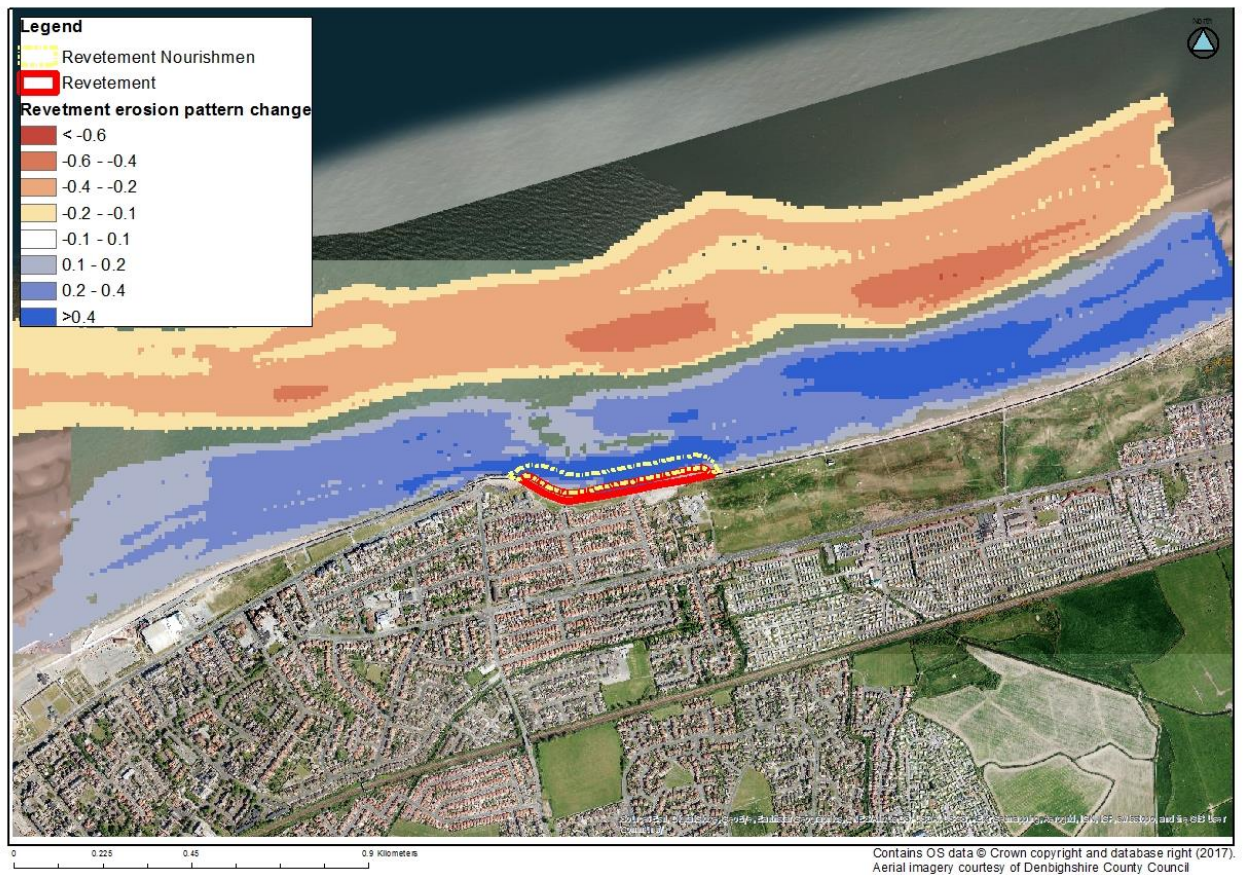 Legend
Revetement Nourishmen
Revetement
Revetment erosion pattern change
< -0.6
-0.6 - -0.4
-0.4 - -0.2
-0.2 - -0.1
-0.1 - 0.1
0.1 - 0.2
0.2 - 0.4
>0.4
North
0 0.225 0.45 0.9 Kilometers
Contains OS data © Crown copyright and database right (2017).
Aerial imagery courtesy of Denbighshire County Council